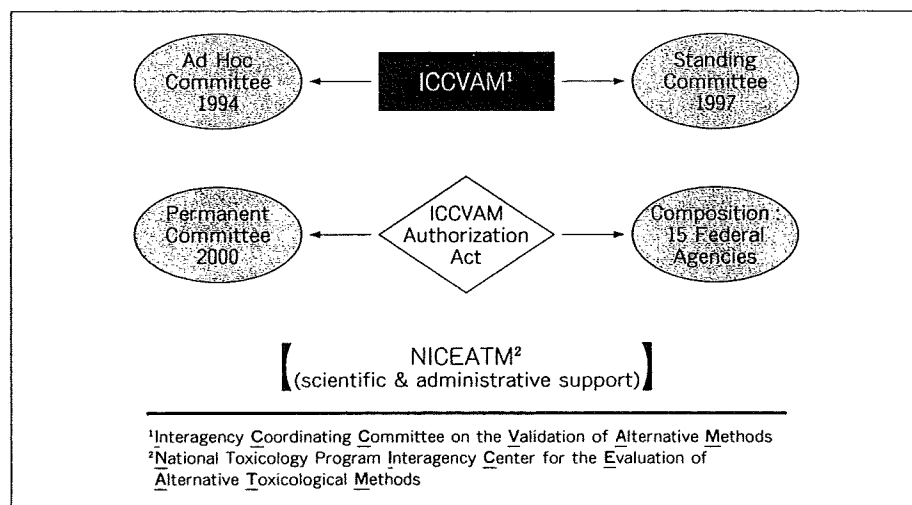 Ad Hoc
Committee
1994
ICCVAM¹
Standing
Committee
1997
Permanent
Committee
2000
ICCVAM
Authorization
Act
Composition :
15 Federal
Agencies
NICEATM²
(scientific & administrative support)
¹Interagency Coordinating Committee on the Validation of Alternative Methods
²National Toxicology Program Interagency Center for the Evaluation of
Alternative Toxicological Methods